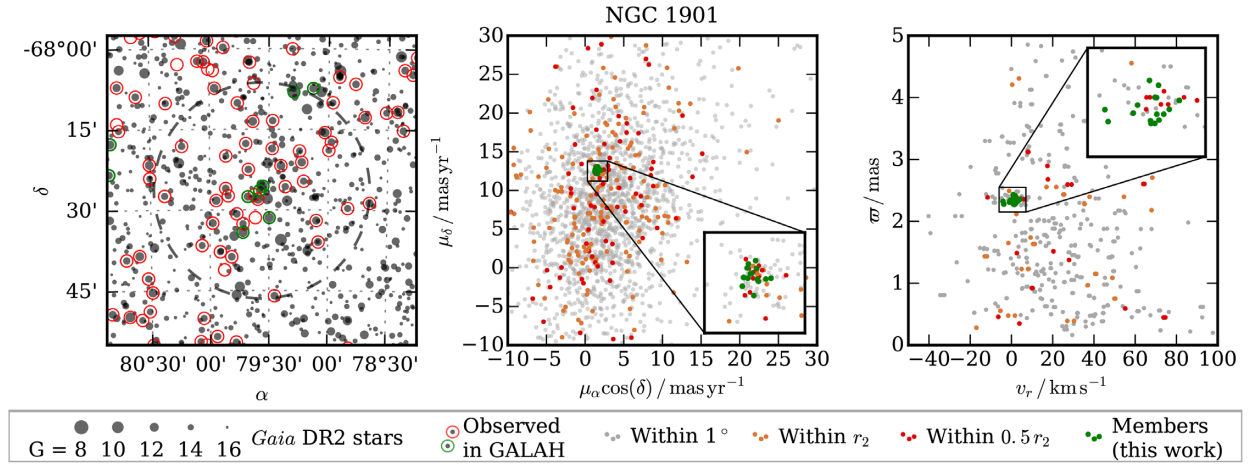 NGC 1901
-68°00'
15'
30'
45'
δ
80°30' 00' 79°30' 00' 78°30'
α
30
25
20
15
10
5
0
−5
−10
μδ / mas yr−1
−10 −5 0 5 10 15 20 25 30
μα cos(δ) / mas yr−1
5
4
3
2
1
0
ϖ / mas
−40−20 0 20 40 60 80 100
vr / km s−1
G = 8 10 12 14 16
Gaia DR2 stars
Observed
in GALAH
Within 1°
Within r2
Within 0.5 r2
Members
(this work)